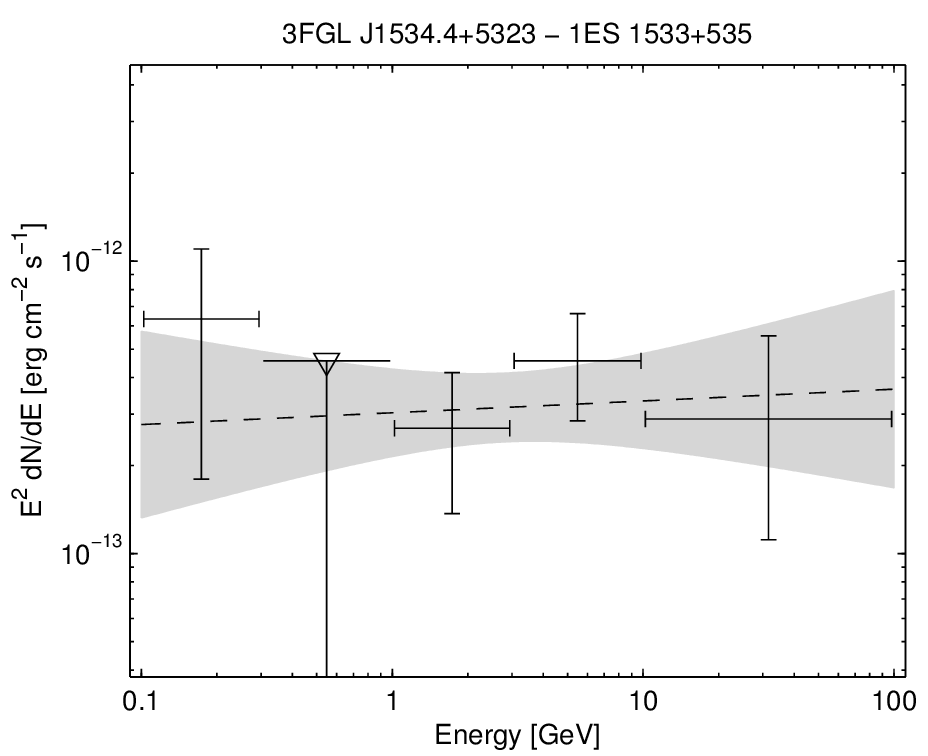 3FGL J1534.4+5323 – 1ES 1533+535
E² dN/dE [erg cm⁻² s⁻¹]
10⁻¹²
10⁻¹³
0.1 1 10 100
Energy [GeV]